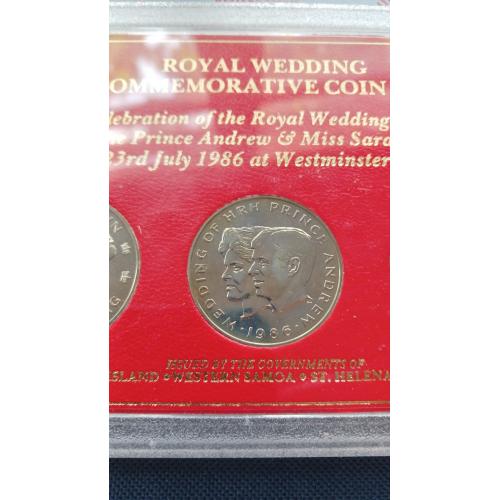 ROYAL WEDDING
OMMEMORATIVE COIN
lebration of the Royal Wedding
e Prince Andrew & Miss Sara
23rd July 1986 at Westminster
WEDDING OF HRH PRINCE ANDREW
• 1986 •
ISSUED BY THE GOVERNMENTS OF:
ISLAND • WESTERN SAMOA • ST. HELENA